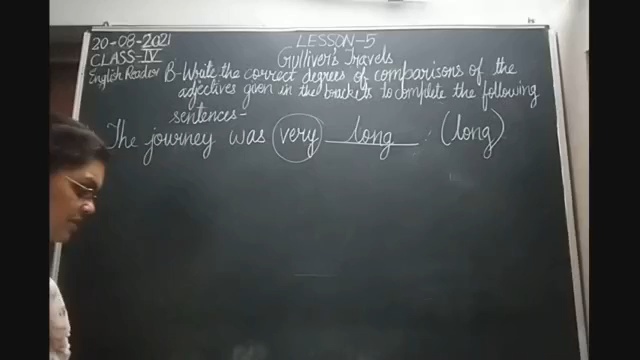 20-08-2021
LESSON-5
CLASS-IV
Gulliver's Travels
English Reader
B-Write the correct degrees of comparisons of the
adjectives given in the brackets to complete the following
sentences-
The journey was very long. (long)